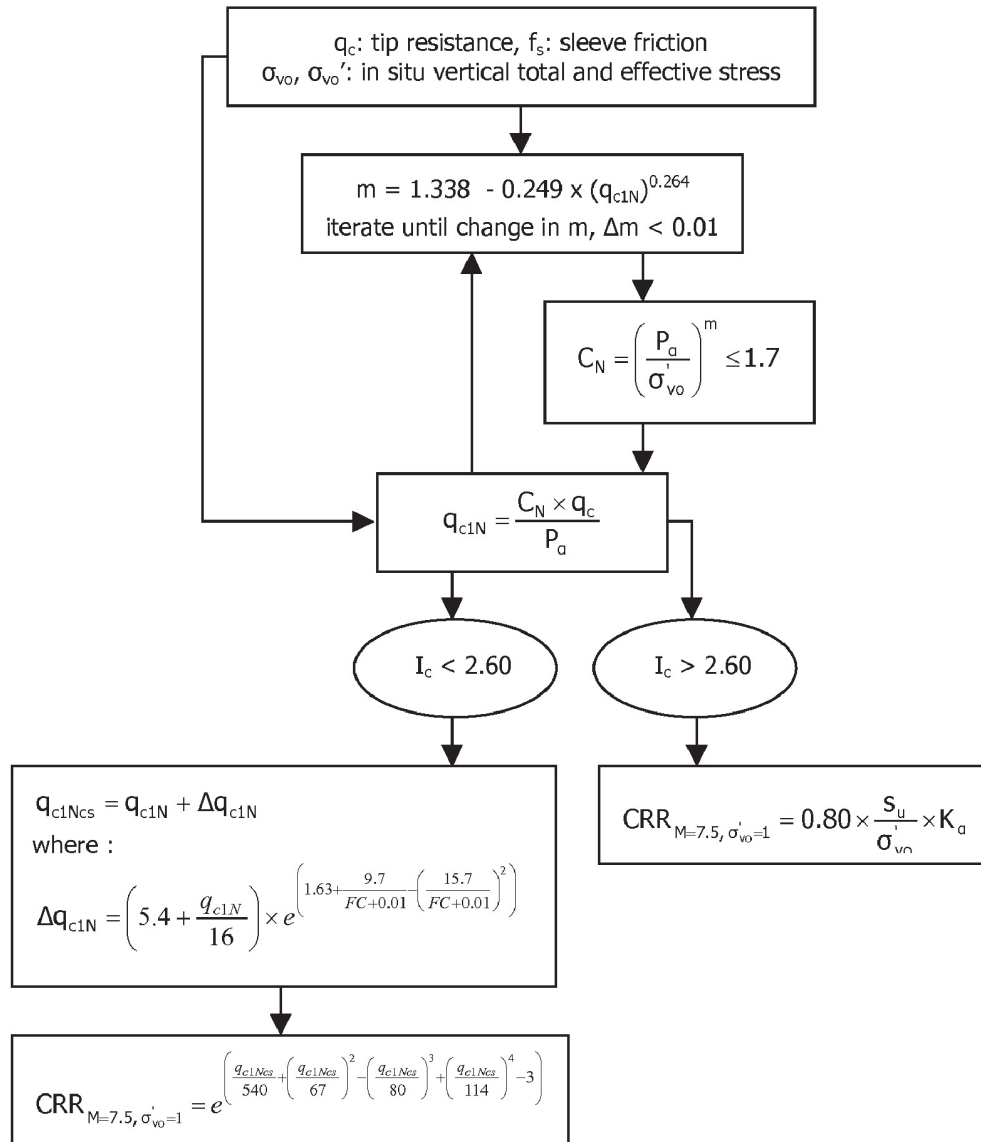 q_c: tip resistance, f_s: sleeve friction
σ_vo, σ_vo′: in situ vertical total and effective stress
m = 1.338 - 0.249 x (q_c1N)^0.264
iterate until change in m, Δm < 0.01
C_N = (P_a / σ'_vo)^m ≤ 1.7
q_c1N = (C_N × q_c) / P_a
I_c < 2.60
I_c > 2.60
q_c1Ncs = q_c1N + Δq_c1N
where :
Δq_c1N = (5.4 + q_c1N / 16) × e^(1.63 + 9.7 / (FC+0.01) - (15.7 / (FC+0.01))^2)
CRR_M=7.5, σ'_vo=1 = 0.80 × s_u / σ'_vo × K_α
CRR_M=7.5, σ'_vo=1 = e^(q_c1Ncs / 540 + (q_c1Ncs / 67)^2 - (q_c1Ncs / 80)^3 + (q_c1Ncs / 114)^4 - 3)